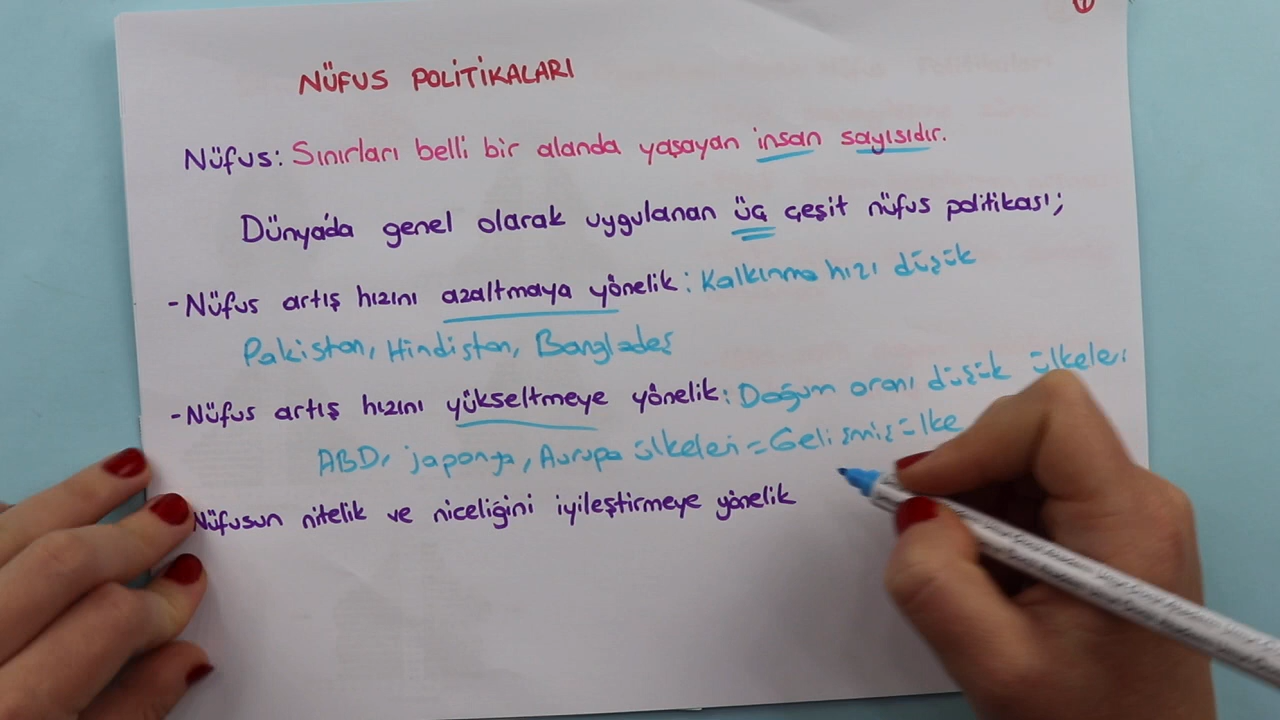 NÜFUS POLİTİKALARI
Nüfus: Sınırları belli bir alanda yaşayan insan sayısıdır.
Dünya'da genel olarak uygulanan üç çeşit nüfus politikası;
-Nüfus artış hızını azaltmaya yönelik: Kalkınma hızı düşük
Pakistan, Hindistan, Bangladeş
-Nüfus artış hızını yükseltmeye yönelik: Doğum oranı düşük ülkeler
ABD, japonya, Avrupa ülkeleri = Gelişmiş ülke
Nüfusun nitelik ve niceliğini iyileştirmeye yönelik